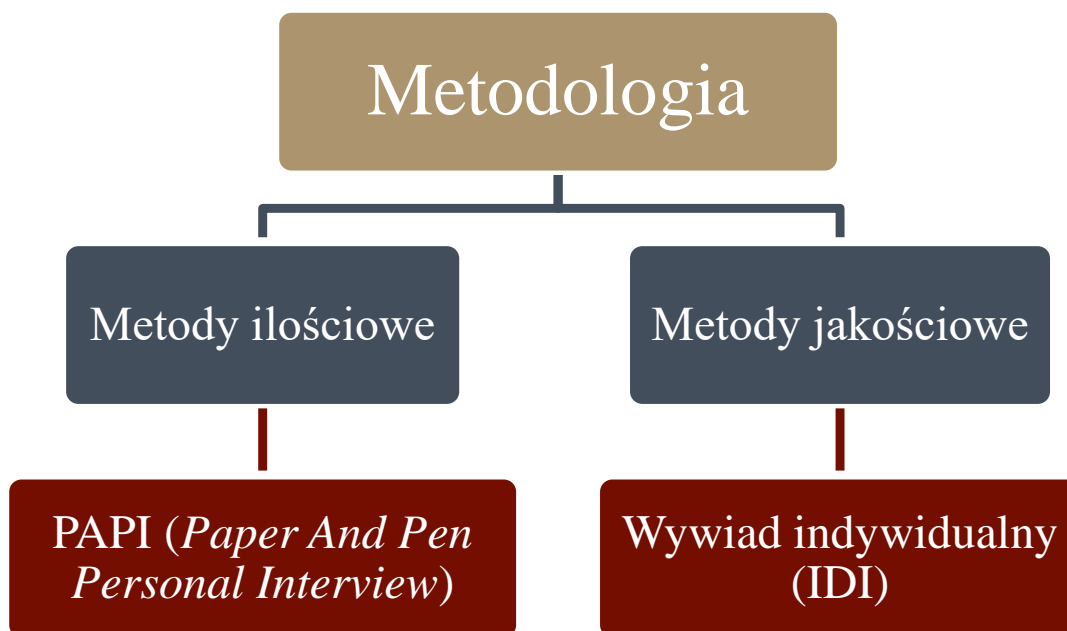 Metodologia
Metody ilościowe
Metody jakościowe
PAPI (Paper And Pen
Personal Interview)
Wywiad indywidualny
(IDI)